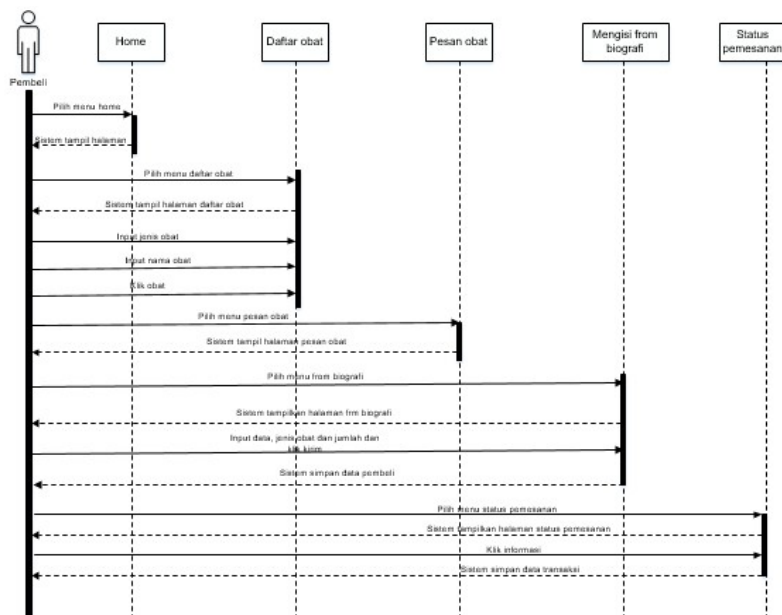 Home
Daftar obat
Pesan obat
Mengisi from
biografi
Status
pemesanan
Pembeli
Pilih menu home
Sistem tampil halaman
Pilih menu daftar obat
Sistem tampil halaman daftar obat
Input jenis obat
Input nama obat
Klik obat
Pilih menu pesan obat
Sistem tampil halaman pesan obat
Pilih menu from biografi
Sistem tampilkan halaman frm biografi
Input data, jenis obat dan jumlah dan
klik kirim
Sistem simpan data pembeli
Pilih menu status pemesanan
Sistem tampilkan halaman status pemesanan
Klik informasi
Sistem simpan data transaksi